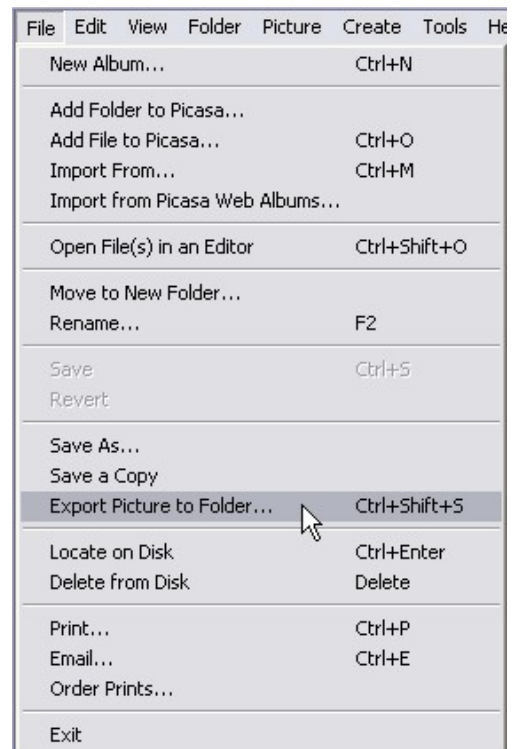 File Edit View Folder Picture Create Tools He
New Album... Ctrl+N
Add Folder to Picasa...
Add File to Picasa... Ctrl+O
Import From... Ctrl+M
Import from Picasa Web Albums...
Open File(s) in an Editor Ctrl+Shift+O
Move to New Folder...
Rename... F2
Save Ctrl+S
Revert
Save As...
Save a Copy
Export Picture to Folder... Ctrl+Shift+S
Locate on Disk Ctrl+Enter
Delete from Disk Delete
Print... Ctrl+P
Email... Ctrl+E
Order Prints...
Exit